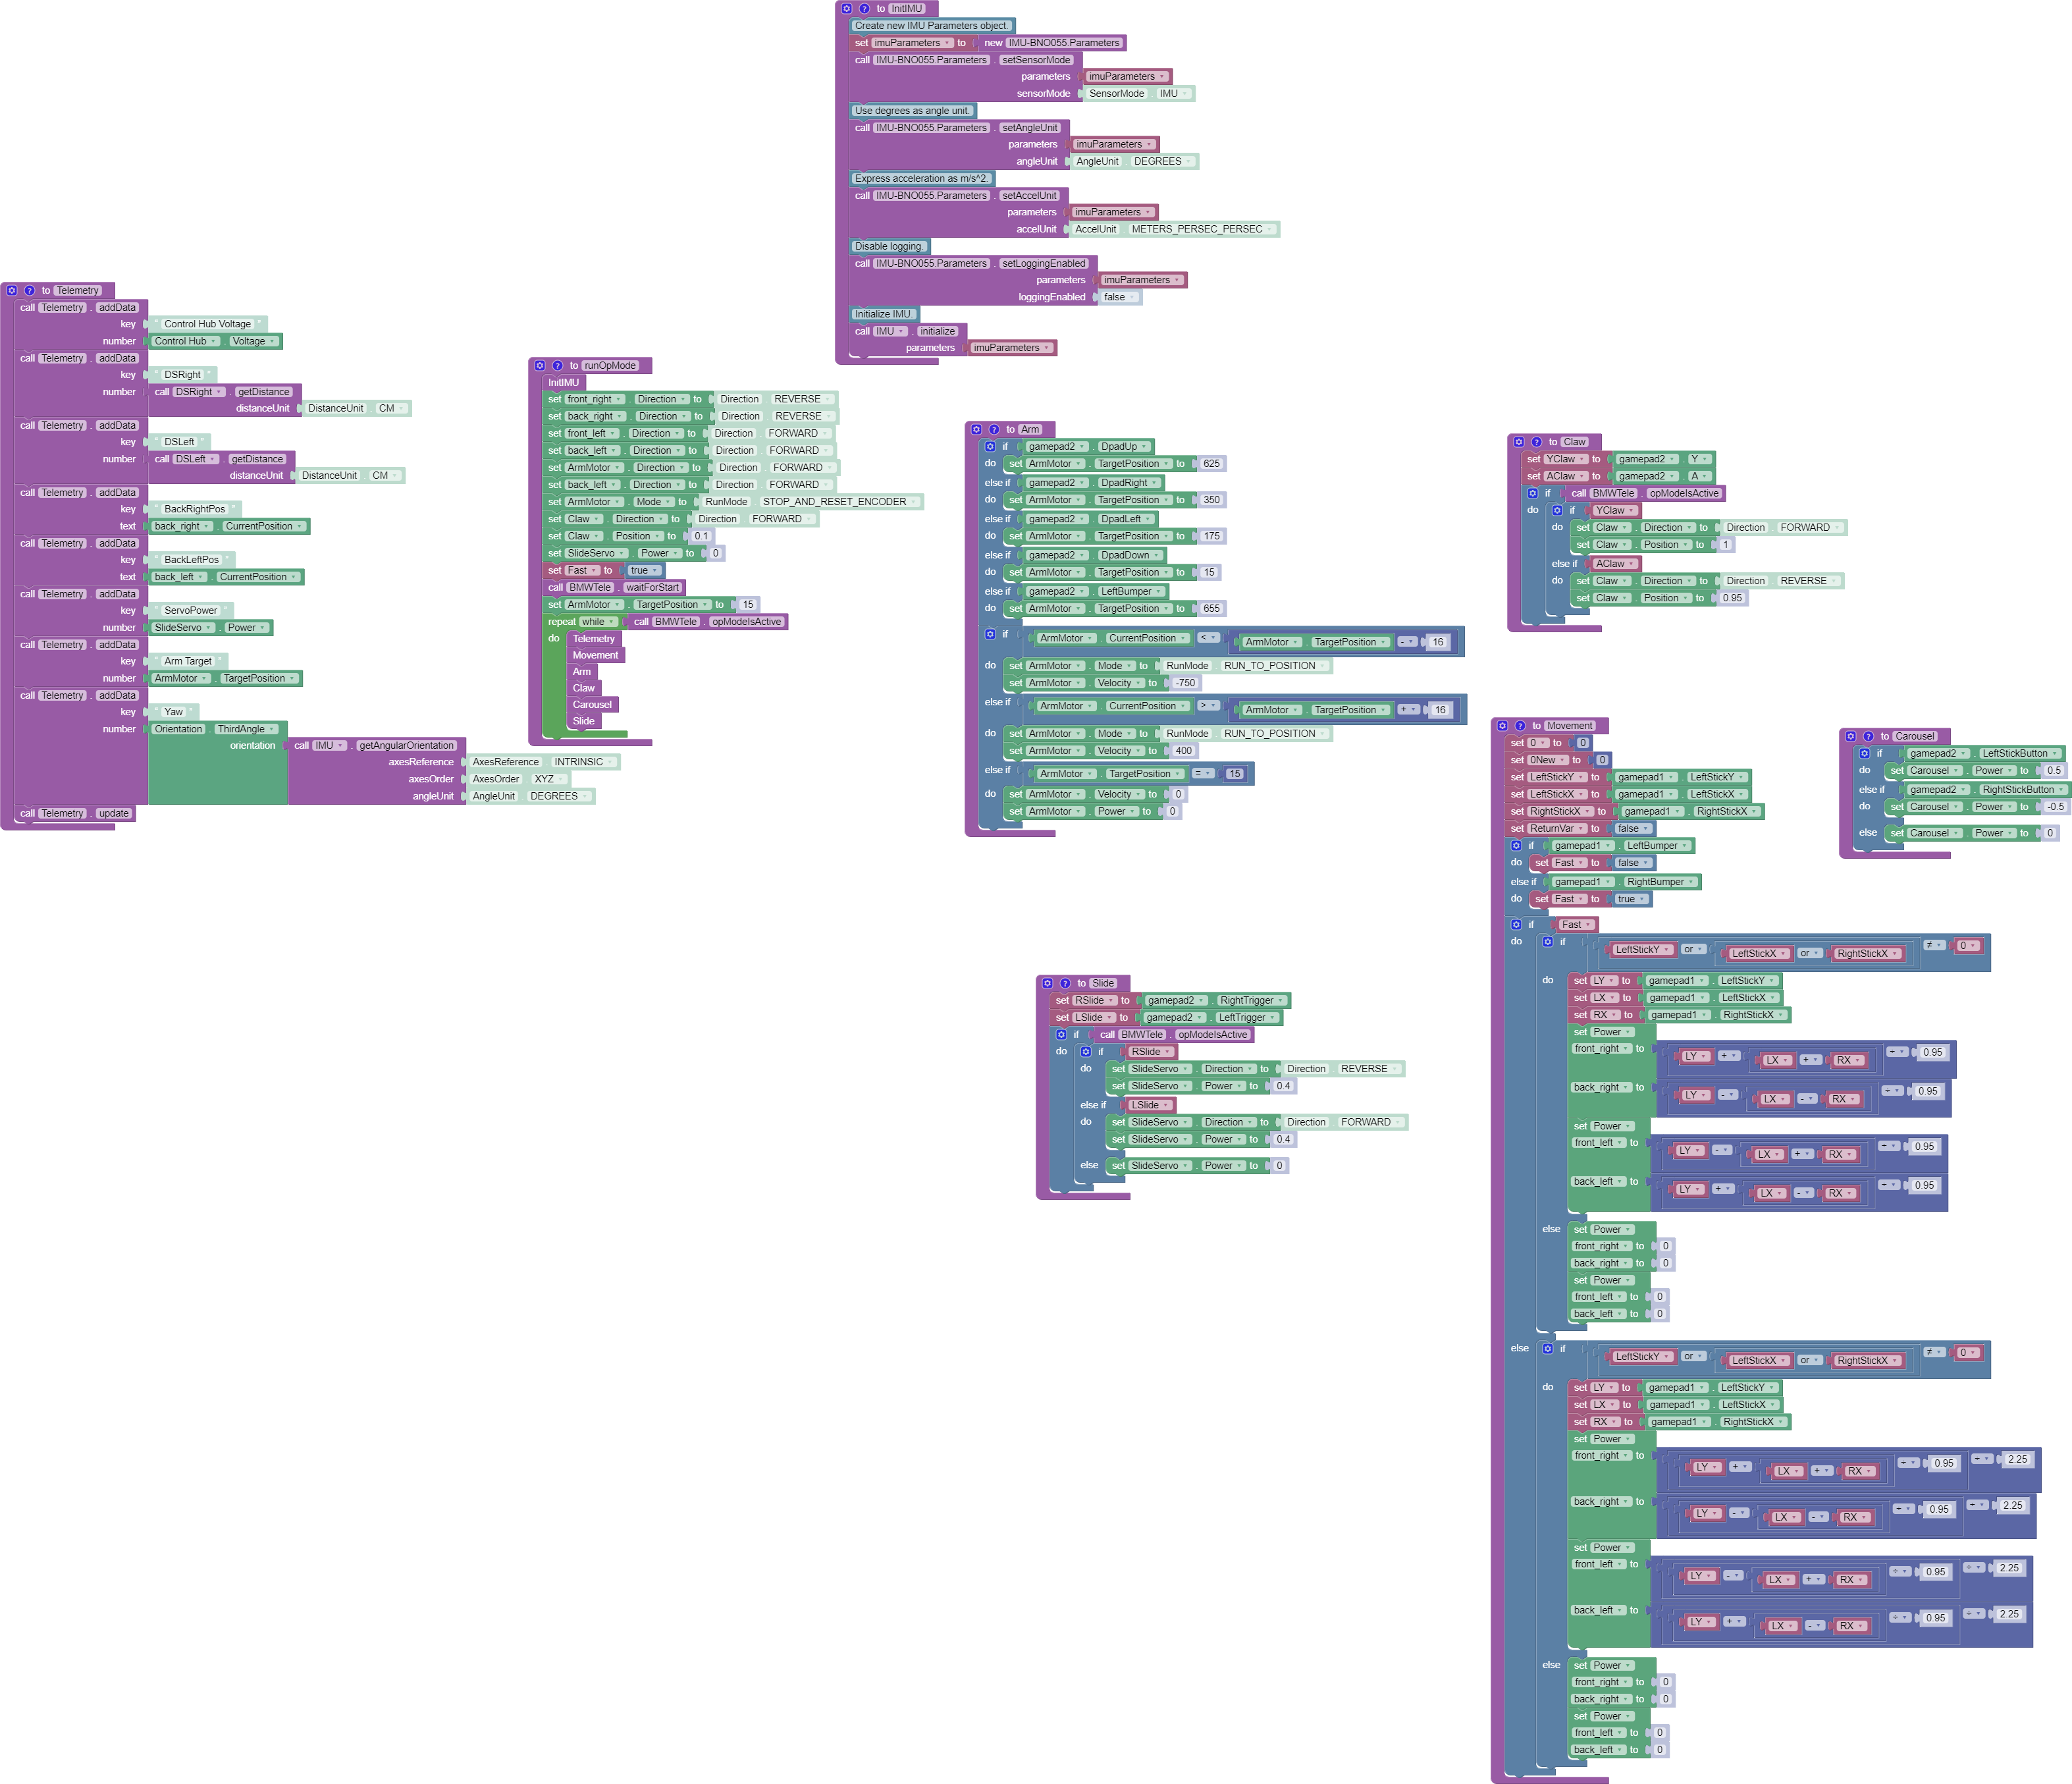 to InitIMU
Create new IMU Parameters object.
set imuParameters to new IMU-BNO055.Parameters
call IMU-BNO055.Parameters . setSensorMode
parameters imuParameters
sensorMode SensorMode . IMU
Use degrees as angle unit.
call IMU-BNO055.Parameters . setAngleUnit
parameters imuParameters
angleUnit AngleUnit . DEGREES
Express acceleration as m/s^2.
call IMU-BNO055.Parameters . setAccelUnit
parameters imuParameters
accelUnit AccelUnit . METERS_PERSEC_PERSEC
Disable logging.
call IMU-BNO055.Parameters . setLoggingEnabled
parameters imuParameters
loggingEnabled false
Initialize IMU.
call IMU . initialize
parameters imuParameters
to Telemetry
call Telemetry . addData
key " Control Hub Voltage "
number Control Hub . Voltage
call Telemetry . addData
key " DSRight "
number call DSRight . getDistance
distanceUnit DistanceUnit . CM
call Telemetry . addData
key " DSLeft "
number call DSLeft . getDistance
distanceUnit DistanceUnit . CM
call Telemetry . addData
key " BackRightPos "
text back_right . CurrentPosition
call Telemetry . addData
key " BackLeftPos "
text back_left . CurrentPosition
call Telemetry . addData
key " ServoPower "
number SlideServo . Power
call Telemetry . addData
key " Arm Target "
number ArmMotor . TargetPosition
call Telemetry . addData
key " Yaw "
number Orientation . ThirdAngle
orientation call IMU . getAngularOrientation
axesReference AxesReference . INTRINSIC
axesOrder AxesOrder . XYZ
angleUnit AngleUnit . DEGREES
call Telemetry . update
to runOpMode
InitIMU
set front_right . Direction to Direction . REVERSE
set back_right . Direction to Direction . REVERSE
set front_left . Direction to Direction . FORWARD
set back_left . Direction to Direction . FORWARD
set ArmMotor . Direction to Direction . FORWARD
set back_left . Direction to Direction . FORWARD
set ArmMotor . Mode to RunMode . STOP_AND_RESET_ENCODER
set Claw . Direction to Direction . FORWARD
set Claw . Position to 0.1
set SlideServo . Power to 0
set Fast to true
call BMWTele . waitForStart
set ArmMotor . TargetPosition to 15
repeat while call BMWTele . opModeIsActive
do Telemetry
Movement
Arm
Claw
Carousel
Slide
to Arm
if gamepad2 . DpadUp
do set ArmMotor . TargetPosition to 625
else if gamepad2 . DpadRight
do set ArmMotor . TargetPosition to 350
else if gamepad2 . DpadLeft
do set ArmMotor . TargetPosition to 175
else if gamepad2 . DpadDown
do set ArmMotor . TargetPosition to 15
else if gamepad2 . LeftBumper
do set ArmMotor . TargetPosition to 655
if ArmMotor . CurrentPosition < ArmMotor . TargetPosition - 16
do set ArmMotor . Mode to RunMode . RUN_TO_POSITION
set ArmMotor . Velocity to -750
else if ArmMotor . CurrentPosition > ArmMotor . TargetPosition + 16
do set ArmMotor . Mode to RunMode . RUN_TO_POSITION
set ArmMotor . Velocity to 400
else if ArmMotor . TargetPosition = 15
do set ArmMotor . Velocity to 0
set ArmMotor . Power to 0
to Claw
set YClaw to gamepad2 . Y
set AClaw to gamepad2 . A
if call BMWTele . opModeIsActive
do if YClaw
do set Claw . Direction to Direction . FORWARD
set Claw . Position to 1
else if AClaw
do set Claw . Direction to Direction . REVERSE
set Claw . Position to 0.95
to Carousel
if gamepad2 . LeftStickButton
do set Carousel . Power to 0.5
else if gamepad2 . RightStickButton
do set Carousel . Power to -0.5
else set Carousel . Power to 0
to Slide
set RSlide to gamepad2 . RightTrigger
set LSlide to gamepad2 . LeftTrigger
if call BMWTele . opModeIsActive
do if RSlide
do set SlideServo . Direction to Direction . REVERSE
set SlideServo . Power to 0.4
else if LSlide
do set SlideServo . Direction to Direction . FORWARD
set SlideServo . Power to 0.4
else set SlideServo . Power to 0
to Movement
set 0 to 0
set 0New to 0
set LeftStickY to gamepad1 . LeftStickY
set LeftStickX to gamepad1 . LeftStickX
set RightStickX to gamepad1 . RightStickX
set ReturnVar to false
if gamepad1 . LeftBumper
do set Fast to false
else if gamepad1 . RightBumper
do set Fast to true
if Fast
do if LeftStickY or LeftStickX or RightStickX ≠ 0
do set LY to gamepad1 . LeftStickY
set LX to gamepad1 . LeftStickX
set RX to gamepad1 . RightStickX
set Power
front_right to LY + LX + RX ÷ 0.95
back_right to LY - LX - RX ÷ 0.95
set Power
front_left to LY - LX + RX ÷ 0.95
back_left to LY + LX - RX ÷ 0.95
else set Power
front_right to 0
back_right to 0
set Power
front_left to 0
back_left to 0
else if LeftStickY or LeftStickX or RightStickX ≠ 0
do set LY to gamepad1 . LeftStickY
set LX to gamepad1 . LeftStickX
set RX to gamepad1 . RightStickX
set Power
front_right to LY + LX + RX ÷ 0.95 ÷ 2.25
back_right to LY - LX - RX ÷ 0.95 ÷ 2.25
set Power
front_left to LY - LX + RX ÷ 0.95 ÷ 2.25
back_left to LY + LX - RX ÷ 0.95 ÷ 2.25
else set Power
front_right to 0
back_right to 0
set Power
front_left to 0
back_left to 0